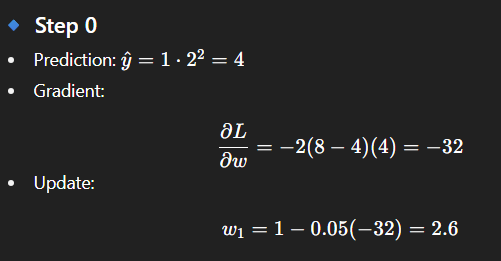 Step 0
• Prediction: ŷ = 1 · 2² = 4
• Gradient:
∂L/∂w = −2(8 − 4)(4) = −32
• Update:
w₁ = 1 − 0.05(−32) = 2.6